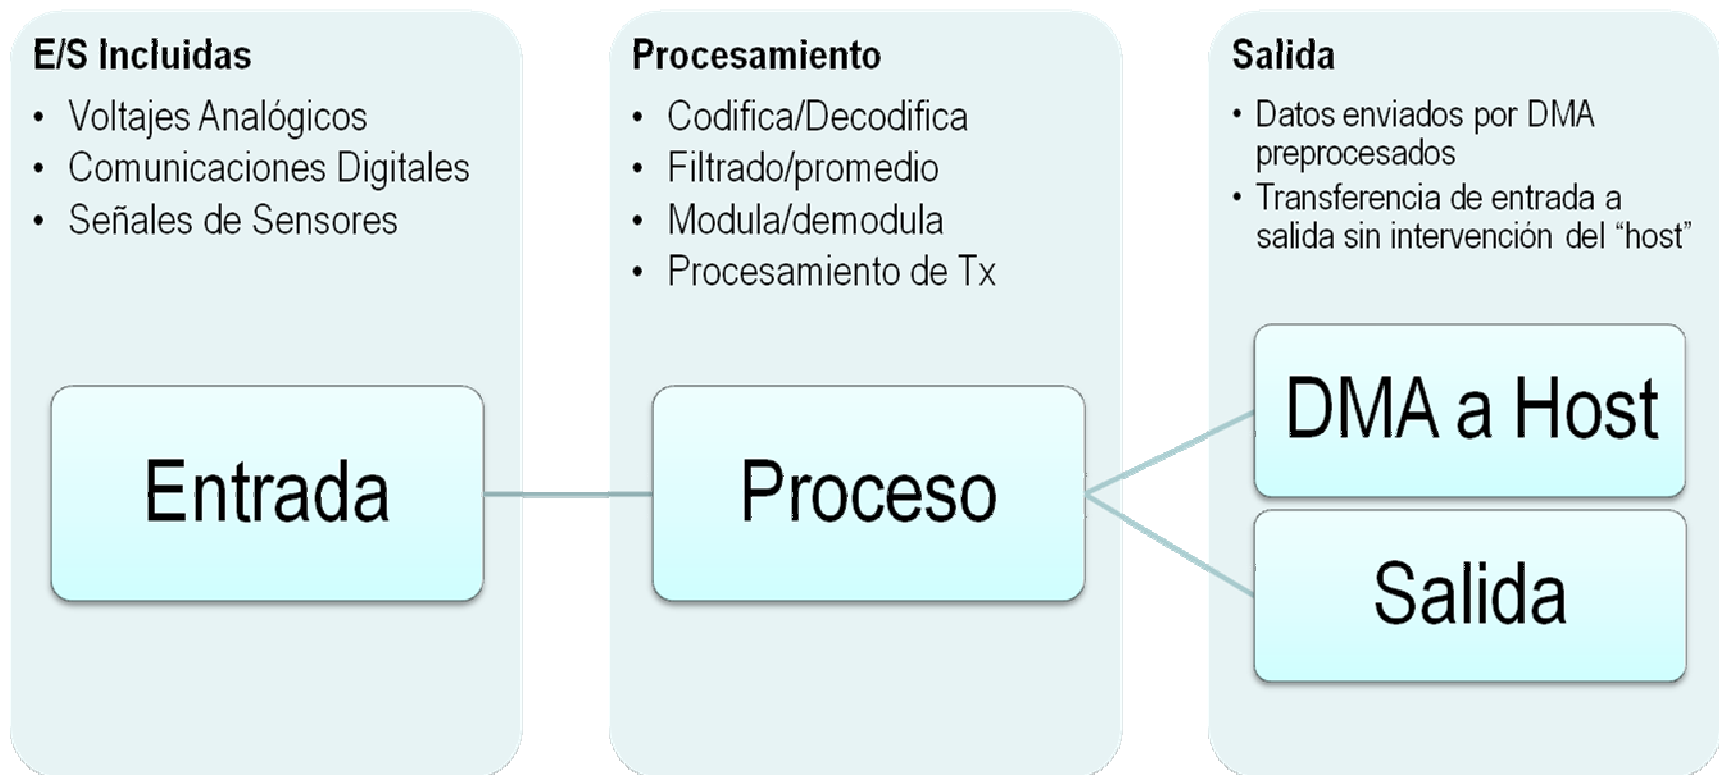 E/S Incluidas
• Voltajes Analógicos
• Comunicaciones Digitales
• Señales de Sensores
Entrada
Procesamiento
• Codifica/Decodifica
• Filtrado/promedio
• Modula/demodula
• Procesamiento de Tx
Proceso
Salida
• Datos enviados por DMA
preprocesados
• Transferencia de entrada a
salida sin intervención del “host”
DMA a Host
Salida